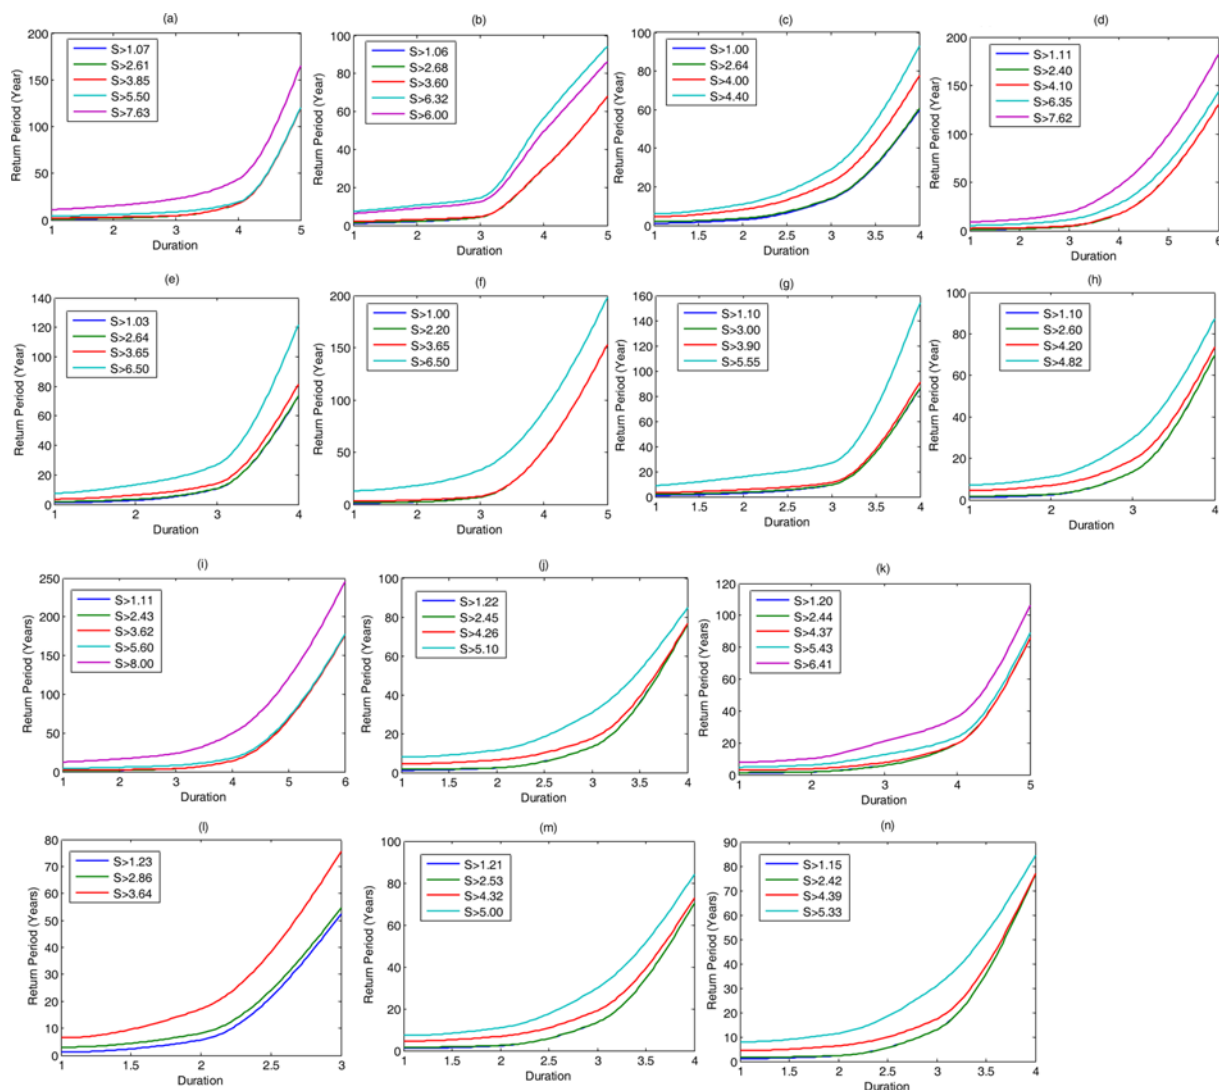 (a)
200
150
100
50
0
1 2 3 4 5
Return Period (Year)
Duration
S>1.07
S>2.61
S>3.85
S>5.50
S>7.63
(b)
100
80
60
40
20
0
1 2 3 4 5
Return Period (Year)
Duration
S>1.06
S>2.68
S>3.60
S>6.32
S>6.00
(c)
100
80
60
40
20
0
1 1.5 2 2.5 3 3.5 4
Return Period (Year)
Duration
S>1.00
S>2.64
S>4.00
S>4.40
(d)
200
150
100
50
0
1 2 3 4 5 6
Return Period (Year)
Duration
S>1.11
S>2.40
S>4.10
S>6.35
S>7.62
(e)
140
120
100
80
60
40
20
0
1 2 3 4
Return Period (Year)
Duration
S>1.03
S>2.64
S>3.65
S>6.50
(f)
200
150
100
50
0
1 2 3 4 5
Return Period (Year)
Duration
S>1.00
S>2.20
S>3.65
S>6.50
(g)
160
140
120
100
80
60
40
20
0
1 1.5 2 2.5 3 3.5 4
Return Period (Year)
Duration
S>1.10
S>3.00
S>3.90
S>5.55
(h)
100
80
60
40
20
0
1 2 3 4
Return Period (Year)
Duration
S>1.10
S>2.60
S>4.20
S>4.82
(i)
250
200
150
100
50
0
1 2 3 4 5 6
Return Period (Years)
Duration
S>1.11
S>2.43
S>3.62
S>5.60
S>8.00
(j)
100
80
60
40
20
0
1 1.5 2 2.5 3 3.5 4
Return Period (Years)
Duration
S>1.22
S>2.45
S>4.26
S>5.10
(k)
120
100
80
60
40
20
0
1 2 3 4 5
Return Period (Years)
Duration
S>1.20
S>2.44
S>4.37
S>5.43
S>6.41
(l)
80
70
60
50
40
30
20
10
0
1 1.5 2 2.5 3
Return Period (Years)
Duration
S>1.23
S>2.86
S>3.64
(m)
100
80
60
40
20
0
1 1.5 2 2.5 3 3.5 4
Return Period (Years)
Duration
S>1.21
S>2.53
S>4.32
S>5.00
(n)
90
80
70
60
50
40
30
20
10
0
1 1.5 2 2.5 3 3.5 4
Return Period (Years)
Duration
S>1.15
S>2.42
S>4.39
S>5.33